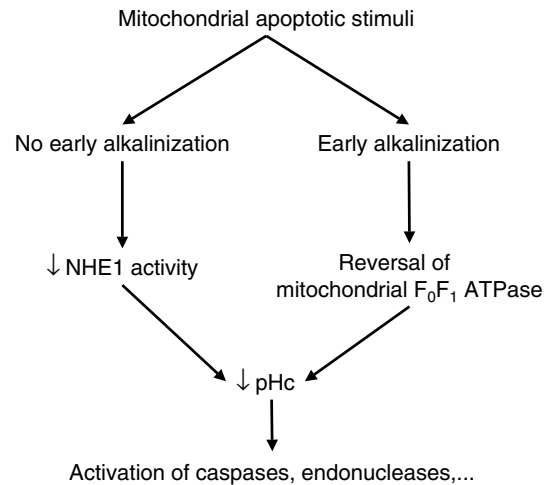 Mitochondrial apoptotic stimuli
No early alkalinization
Early alkalinization
↓ NHE1 activity
Reversal of
mitochondrial F₀F₁ ATPase
↓ pHc
Activation of caspases, endonucleases,...